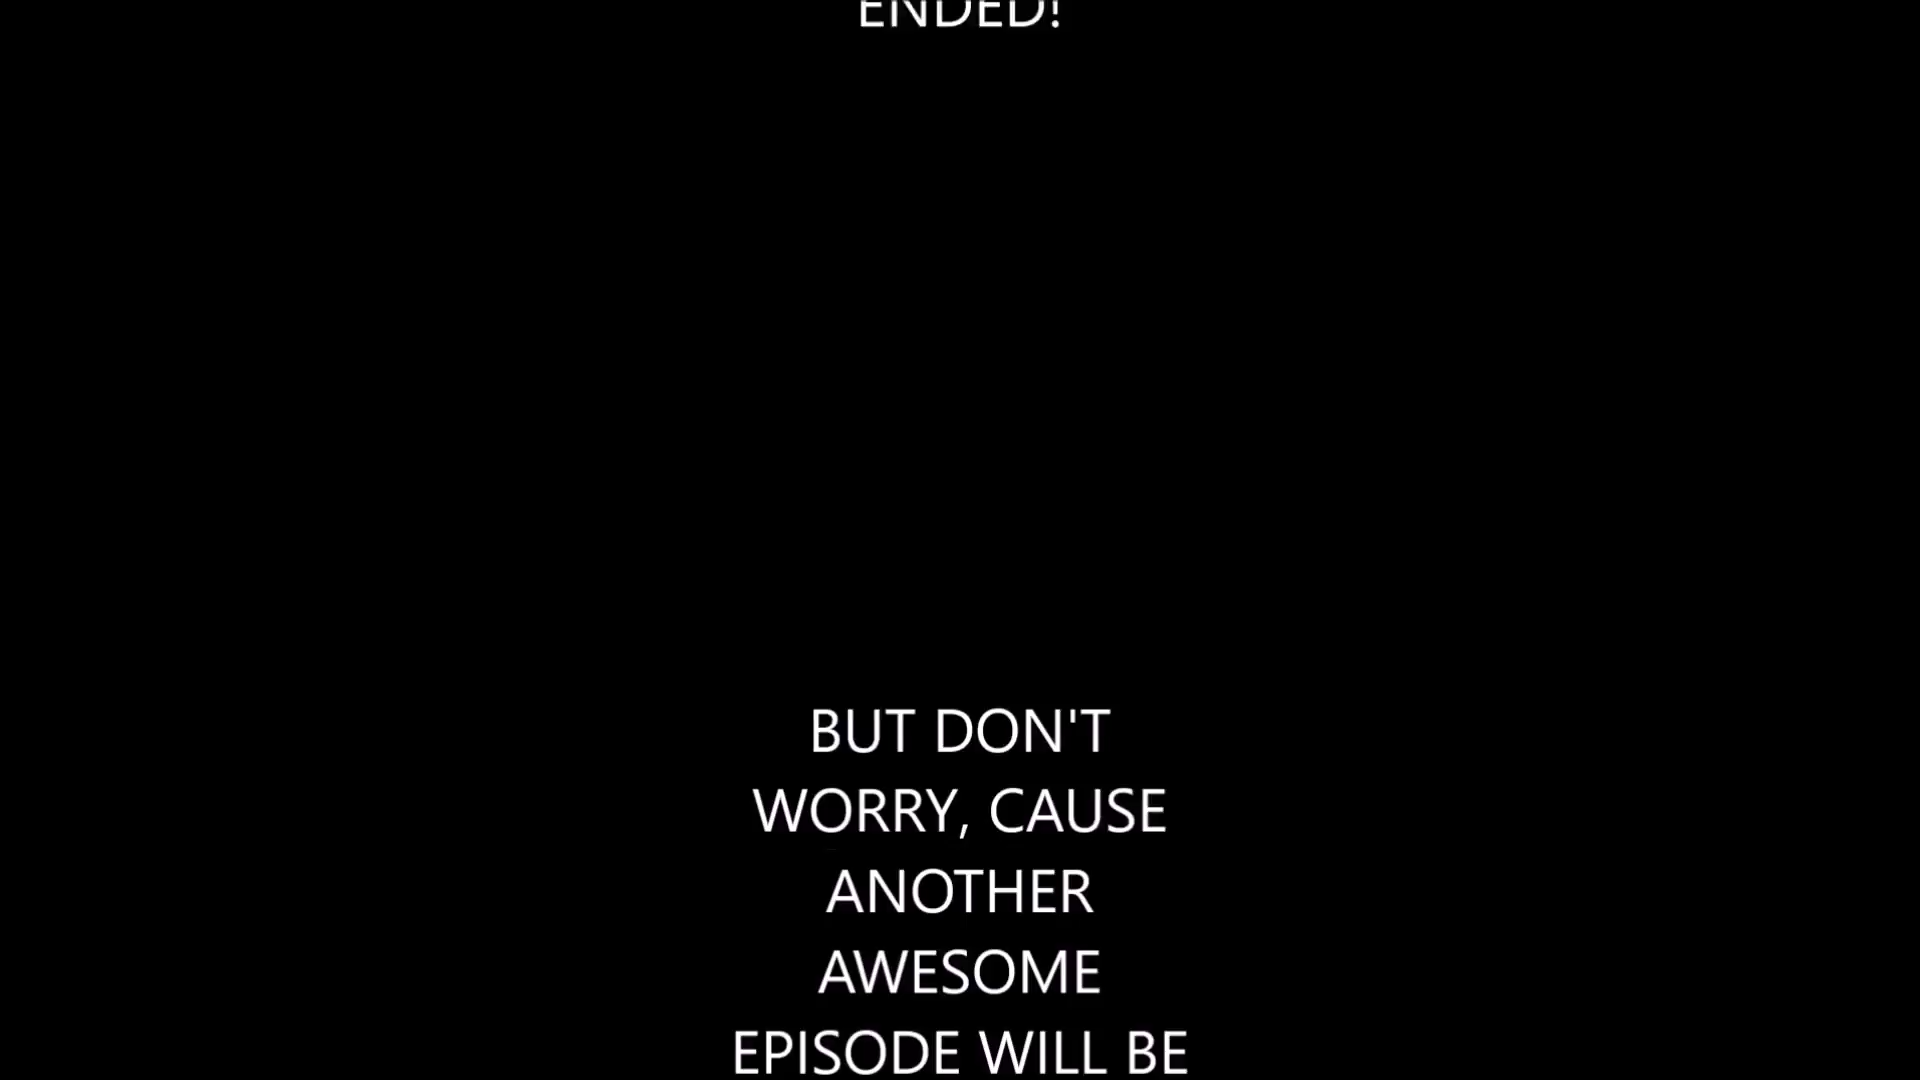 ENDED!
BUT DON'T
WORRY, CAUSE
ANOTHER
AWESOME
EPISODE WILL BE